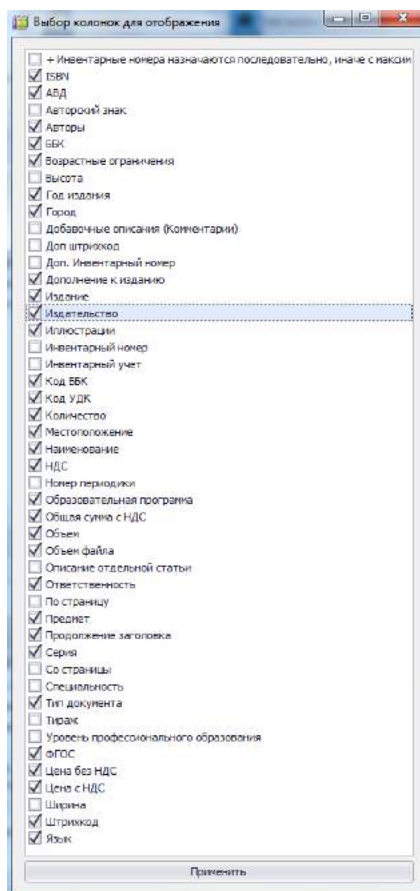 Выбор колонок для отображения
+ Инвентарные номера назначаются последовательно, иначе с максим
ISBN
АБД
Авторский знак
Авторы
ББК
Возрастные ограничения
Высота
Год издания
Город
Добавочные описания (Комментарии)
Доп штрихкод
Доп. Инвентарный номер
Дополнение к изданию
Издание
Издательство
Иллюстрации
Инвентарный номер
Инвентарный учет
Код ББК
Код УДК
Количество
Местоположение
Наименование
НДС
Номер периодики
Образовательная программа
Общая сумма с НДС
Объем
Объем файла
Описание отдельной статьи
Ответственность
По страницу
Предмет
Продолжение заголовка
Серия
Со страницы
Специальность
Тип документа
Тираж
Уровень профессионального образования
ФГОС
Цена без НДС
Цена с НДС
Ширина
Штрихкод
Язык
Применить